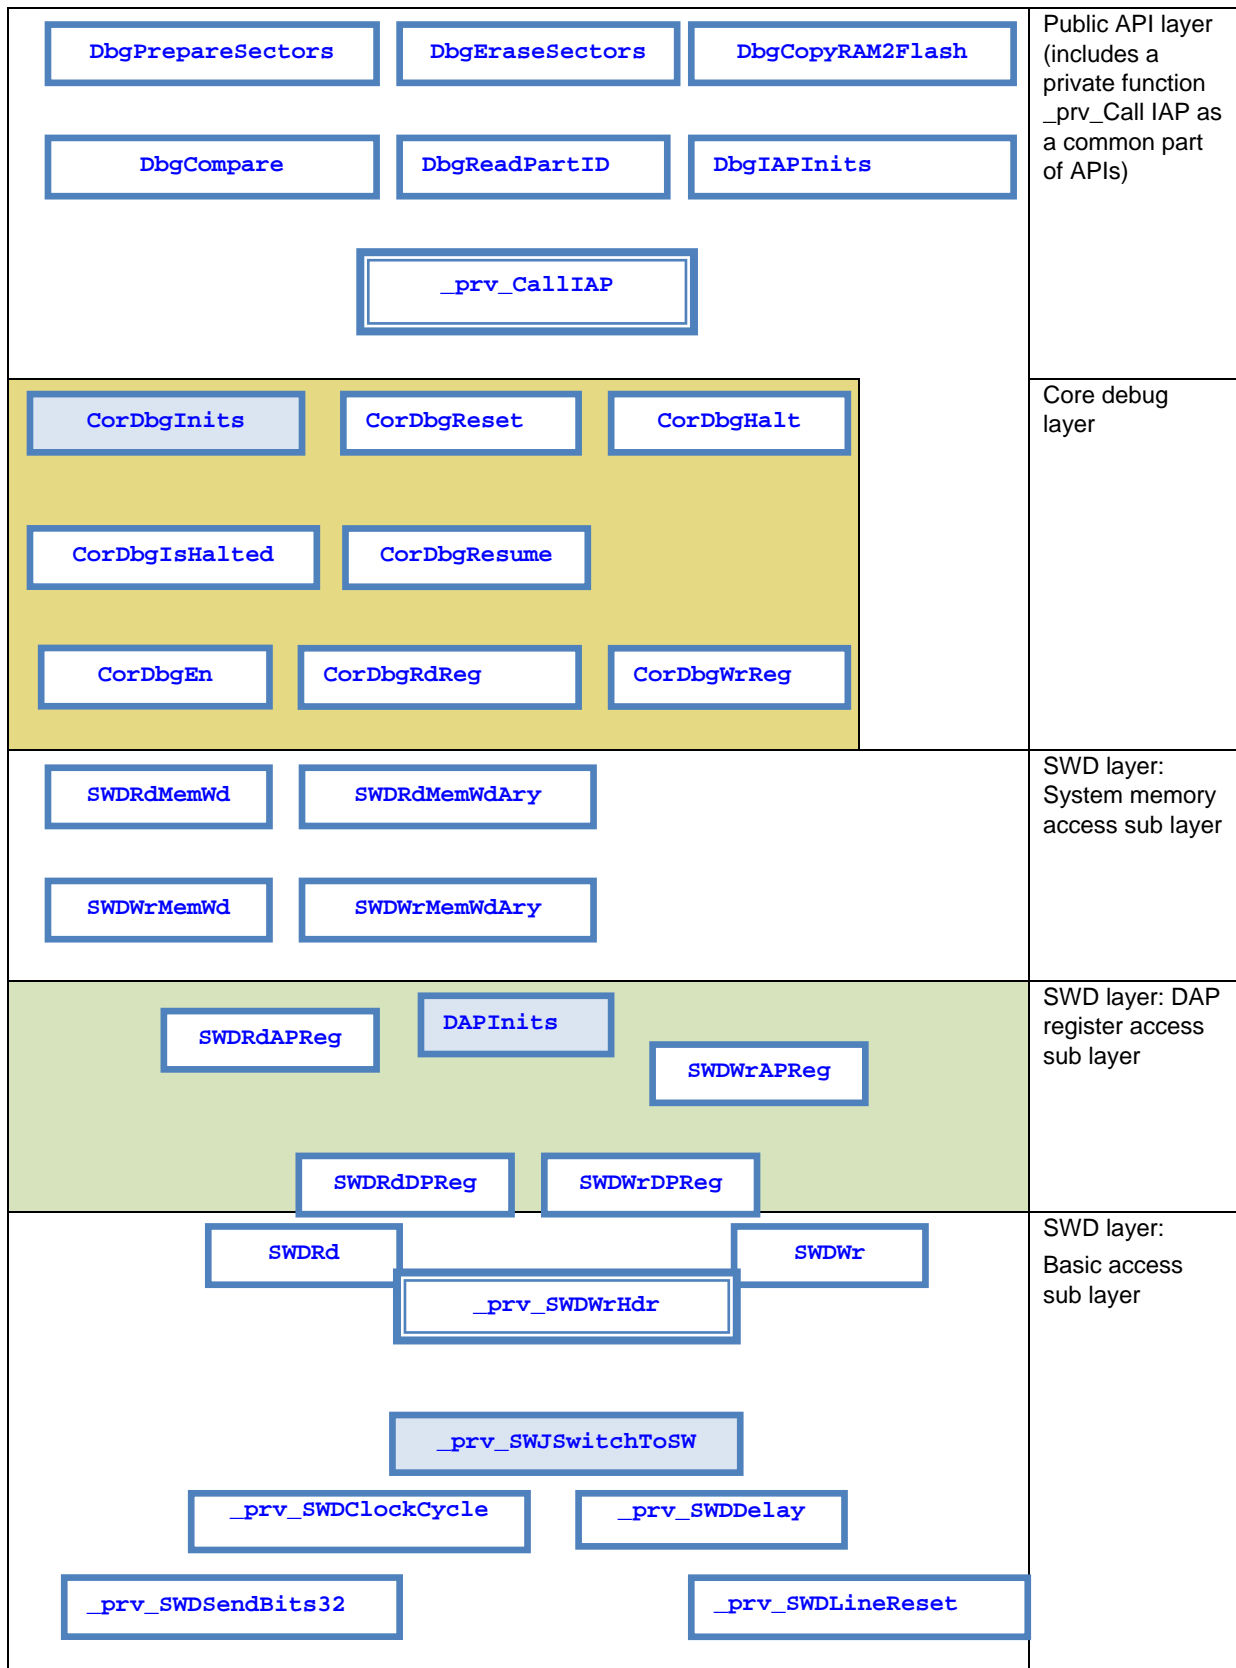 DbgPrepareSectors
DbgEraseSectors
DbgCopyRAM2Flash
DbgCompare
DbgReadPartID
DbgIAPInits
_prv_CallIAP
Public API layer
(includes a
private function
_prv_Call IAP as
a common part
of APIs)
CorDbgInits
CorDbgReset
CorDbgHalt
CorDbgIsHalted
CorDbgResume
CorDbgEn
CorDbgRdReg
CorDbgWrReg
Core debug
layer
SWDRdMemWd
SWDRdMemWdAry
SWDWrMemWd
SWDWrMemWdAry
SWD layer:
System memory
access sub layer
SWDRdAPReg
DAPInits
SWDWrAPReg
SWDRdDPReg
SWDWrDPReg
SWD layer: DAP
register access
sub layer
SWDRd
SWDWr
_prv_SWDWrHdr
_prv_SWJSwitchToSW
_prv_SWDClockCycle
_prv_SWDDelay
_prv_SWDSendBits32
_prv_SWDLineReset
SWD layer:
Basic access
sub layer